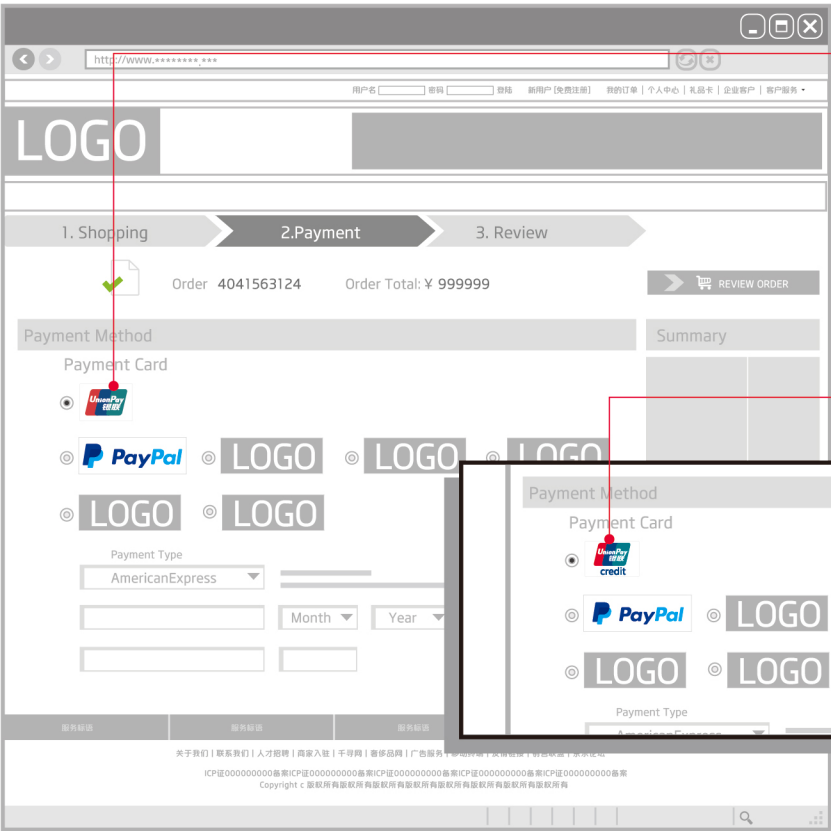 http://www.********.***
用户名 密码 登陆 新用户 [免费注册] 我的订单 | 个人中心 | 礼品卡 | 企业客户 | 客户服务
LOGO
1. Shopping 2.Payment 3. Review
Order 4041563124 Order Total: ¥ 999999 REVIEW ORDER
Payment Method Summary
Payment Card
UnionPay
银联
PayPal LOGO LOGO LOGO
LOGO LOGO
Payment Type
AmericanExpress
Month Year
Payment Method
Payment Card
UnionPay
银联
credit
PayPal LOGO
LOGO LOGO
Payment Type
AmericanExpress
服务标语 服务标语 服务标语
关于我们 | 联系我们 | 人才招聘 | 商家入驻 | 千寻网 | 奢侈品网 | 广告服务
ICP证000000000备案ICP证000000000备案ICP证000000000备案ICP证000000000备案ICP证000000000备案
Copyright c 版权所有版权所有版权所有版权所有版权所有版权所有版权所有版权所有